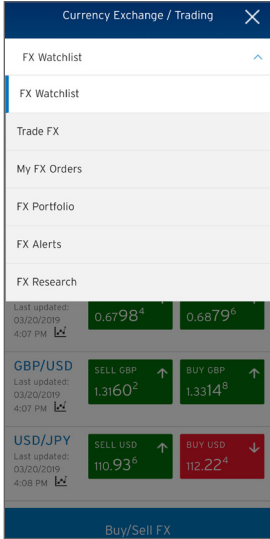 Currency Exchange / Trading
FX Watchlist
FX Watchlist
Trade FX
My FX Orders
FX Portfolio
FX Alerts
FX Research
Last updated:
03/20/2019
4:07 PM
0.6798⁴
0.6879⁶
GBP/USD
Last updated:
03/20/2019
4:07 PM
SELL GBP
1.3160²
BUY GBP
1.3314⁸
USD/JPY
Last updated:
03/20/2019
4:08 PM
SELL USD
110.93⁶
BUY USD
112.22⁴
Buy/Sell FX